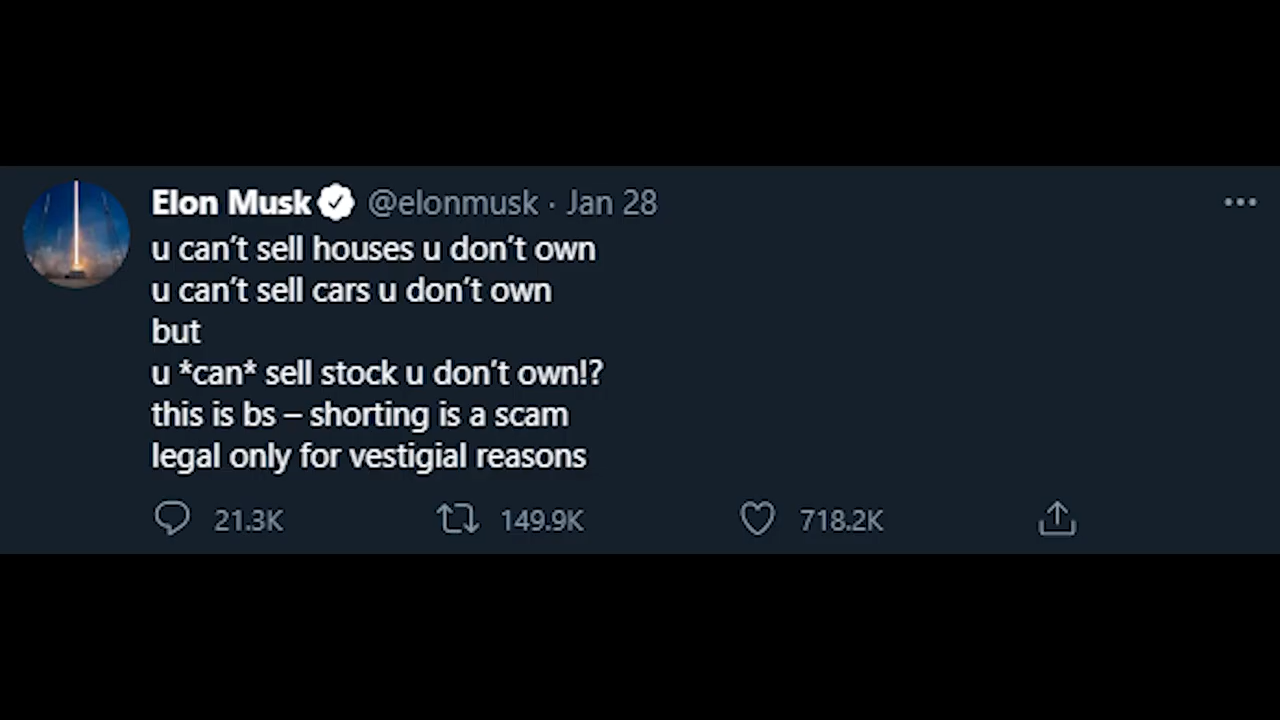 Elon Musk @elonmusk · Jan 28
u can’t sell houses u don’t own
u can’t sell cars u don’t own
but
u *can* sell stock u don’t own!?
this is bs – shorting is a scam
legal only for vestigial reasons
21.3K 149.9K 718.2K